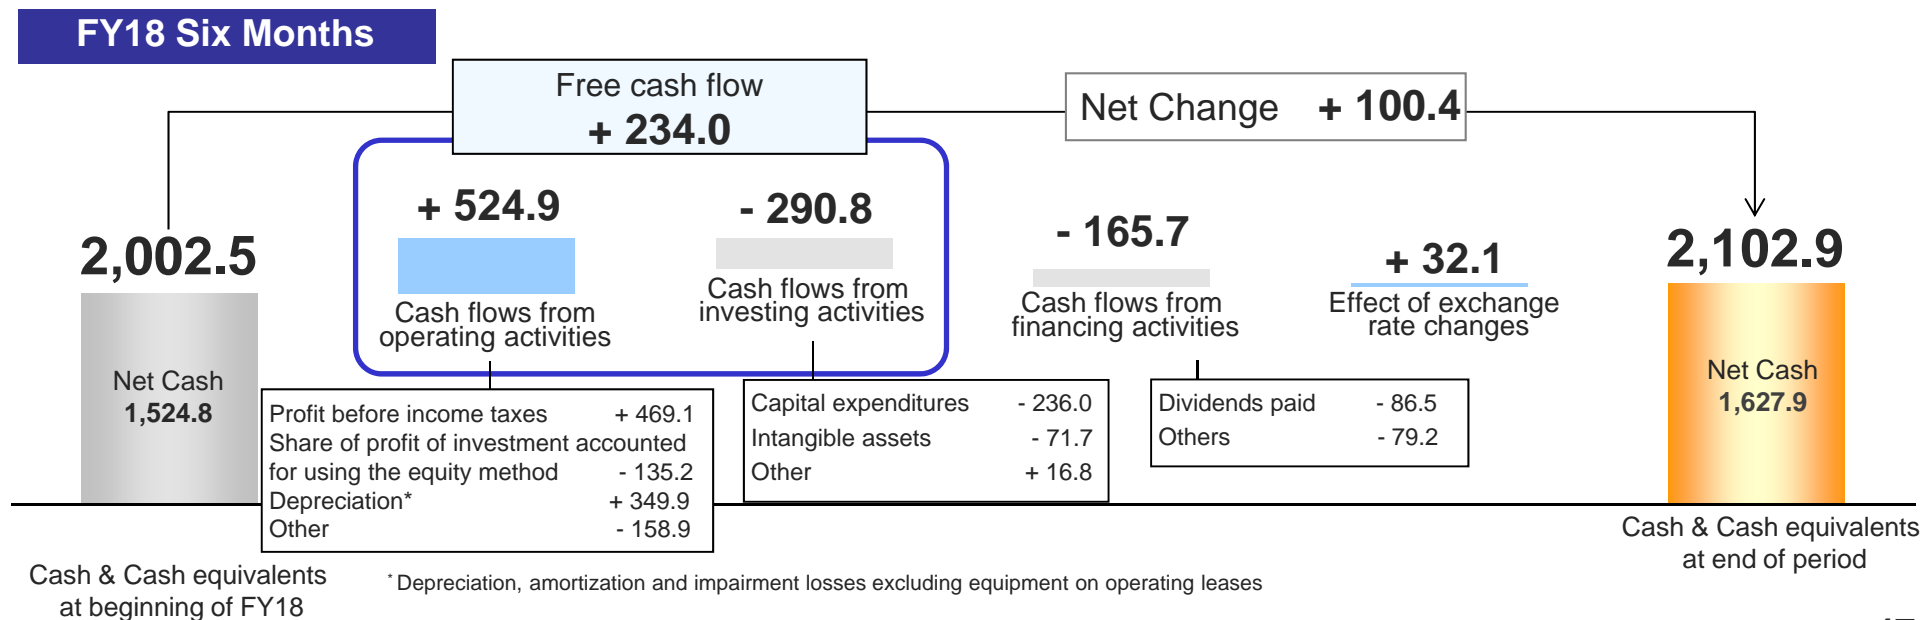 FY18 Six Months
Free cash flow
+ 234.0
Net Change + 100.4
2,002.5
Net Cash
1,524.8
Cash & Cash equivalents
at beginning of FY18
+ 524.9
Cash flows from
operating activities
Profit before income taxes + 469.1
Share of profit of investment accounted
for using the equity method - 135.2
Depreciation* + 349.9
Other - 158.9
- 290.8
Cash flows from
investing activities
Capital expenditures - 236.0
Intangible assets - 71.7
Other + 16.8
- 165.7
Cash flows from
financing activities
Dividends paid - 86.5
Others - 79.2
+ 32.1
Effect of exchange
rate changes
2,102.9
Net Cash
1,627.9
Cash & Cash equivalents
at end of period
* Depreciation, amortization and impairment losses excluding equipment on operating leases